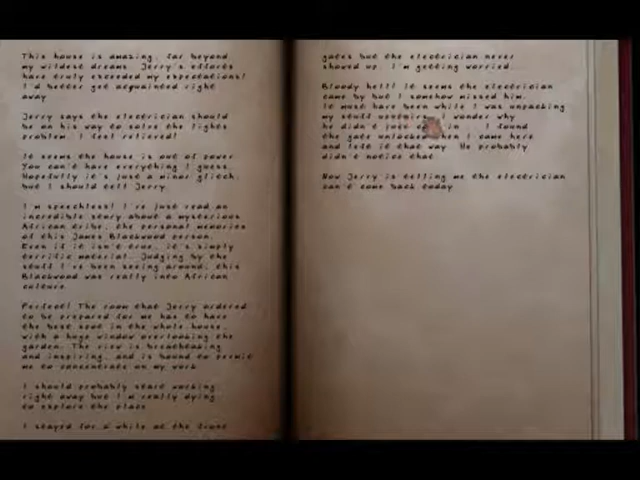 This house is amazing, far beyond
my wildest dreams. Jerry's efforts
have truly exceeded my expectations!
I'd better get acquainted right
away
Jerry says the electrician should
be on his way to solve the lights
problem. I feel relieved!
It seems the house is out of power
You can't have everything I guess.
Hopefully it's just a minor glitch,
but I should tell Jerry.
I'm speechless! I've just read an
incredible story about a mysterious
African tribe, the personal memories
of this James Blackwood person.
Even if it isn't true, it's simply
terrific material. Judging by the
stuff I've been seeing around, this
Blackwood was really into African
culture.
Perfect! The room that Jerry ordered
to be prepared for me has to have
the best spot in the whole house,
with a huge window overlooking the
garden. The view is breathtaking
and inspiring, and is bound to permit
me to concentrate on my work
I should probably start working
right away but I'm really dying
to explore the place
I stayed for a while at the front
gates but the electrician never
showed up. I'm getting worried.
Bloody hell! It seems the electrician
came by but I somehow missed him.
It must have been while I was unpacking
my stuff upstairs. I wonder why
he didn't just in I found
the gate unlocked when I came here
and left it that way. He probably
didn't notice that
Now Jerry is telling me the electrician
can't come back today